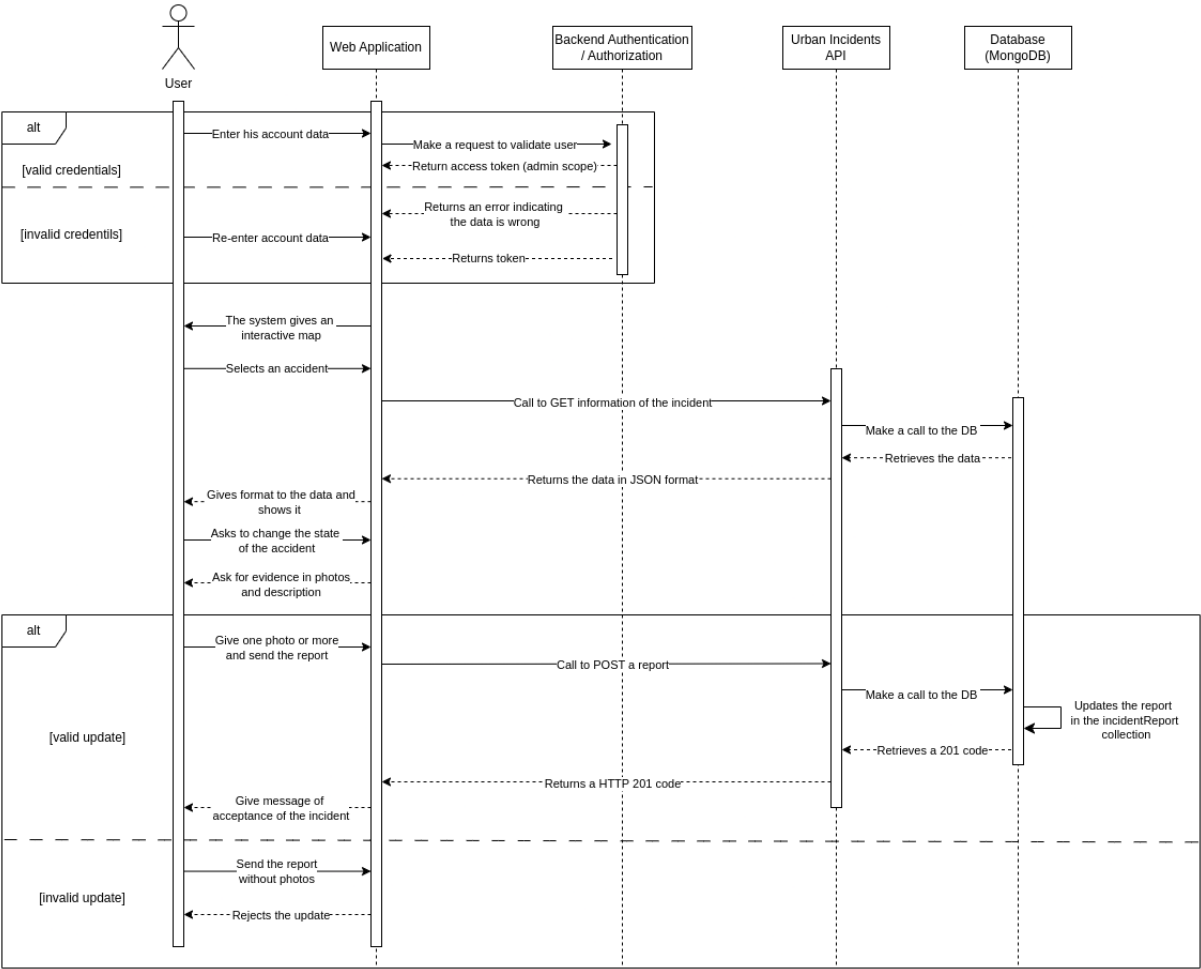 User
Web Application
Backend Authentication
/ Authorization
Urban Incidents
API
Database
(MongoDB)
alt
Enter his account data
Make a request to validate user
[valid credentials]
Return access token (admin scope)
Returns an error indicating
the data is wrong
[invalid credentils]
Re-enter account data
Returns token
The system gives an
interactive map
Selects an accident
Call to GET information of the incident
Make a call to the DB
Retrieves the data
Returns the data in JSON format
Gives format to the data and
shows it
Asks to change the state
of the accident
Ask for evidence in photos
and description
alt
Give one photo or more
and send the report
Call to POST a report
Make a call to the DB
Updates the report
in the incidentReport
collection
[valid update]
Retrieves a 201 code
Returns a HTTP 201 code
Give message of
acceptance of the incident
Send the report
without photos
[invalid update]
Rejects the update